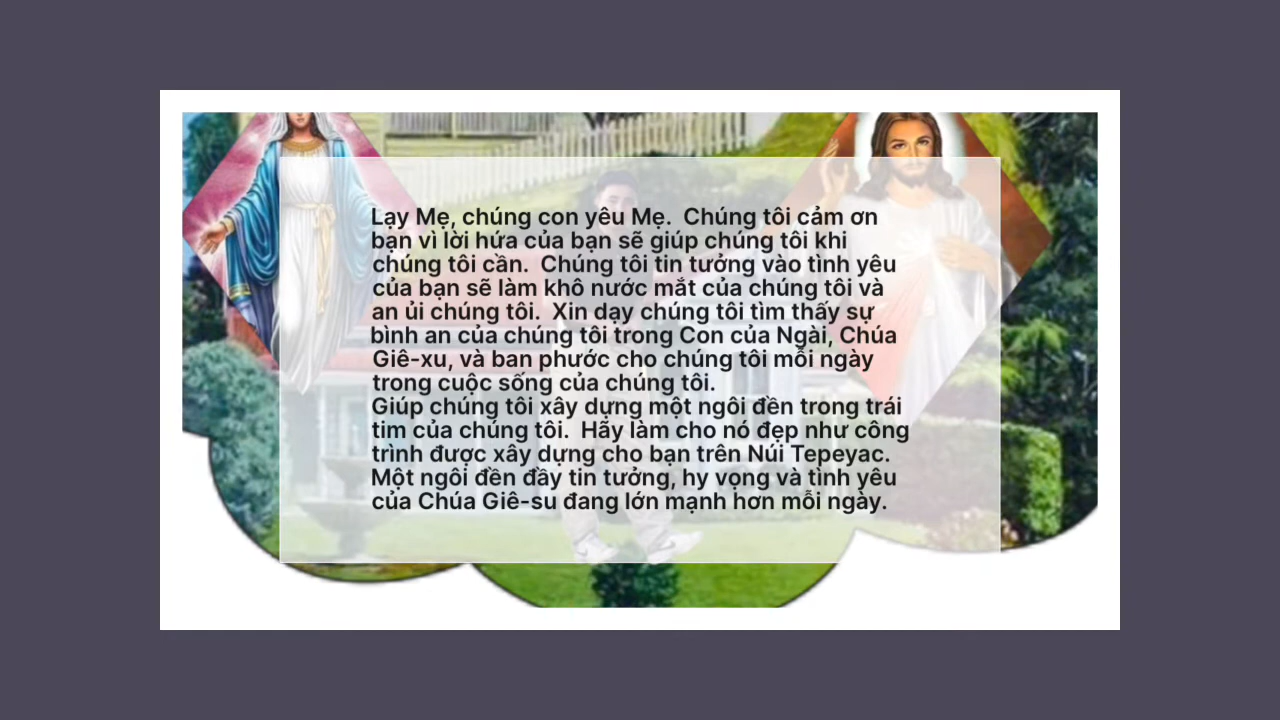 Lạy Mẹ, chúng con yêu Mẹ.  Chúng tôi cảm ơn
bạn vì lời hứa của bạn sẽ giúp chúng tôi khi
chúng tôi cần.  Chúng tôi tin tưởng vào tình yêu
của bạn sẽ làm khô nước mắt của chúng tôi và
an ủi chúng tôi.  Xin dạy chúng tôi tìm thấy sự
bình an của chúng tôi trong Con của Ngài, Chúa
Giê-xu, và ban phước cho chúng tôi mỗi ngày
trong cuộc sống của chúng tôi.
Giúp chúng tôi xây dựng một ngôi đền trong trái
tim của chúng tôi.  Hãy làm cho nó đẹp như công
trình được xây dựng cho bạn trên Núi Tepeyac.
Một ngôi đền đầy tin tưởng, hy vọng và tình yêu
của Chúa Giê-su đang lớn mạnh hơn mỗi ngày.